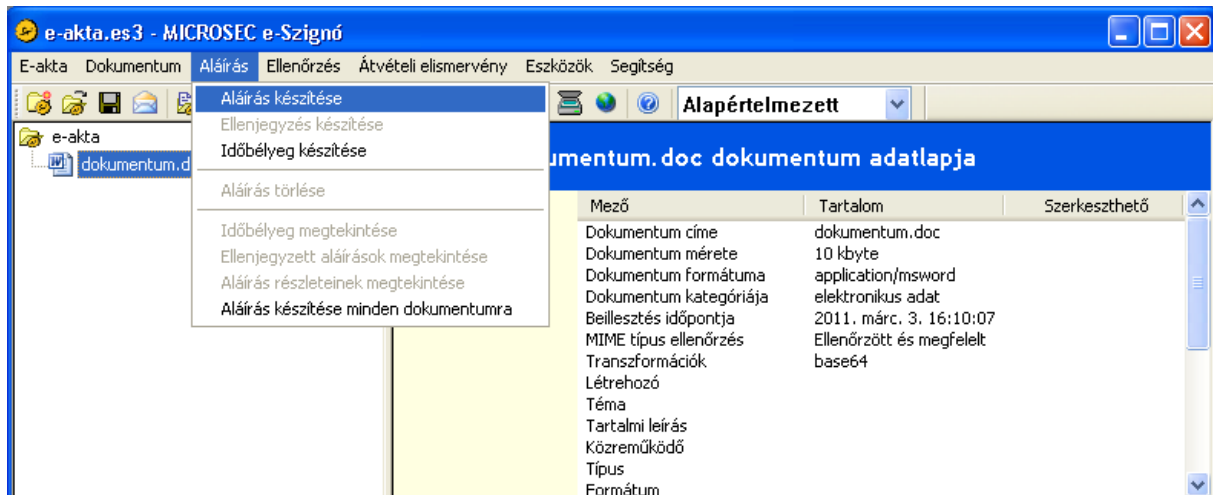 e-akta.es3 - MICROSEC e-Szignó
E-akta Dokumentum Aláírás Ellenőrzés Átvételi elismervény Eszközök Segítség
Alapértelmezett
Aláírás készítése
Ellenjegyzés készítése
Időbélyeg készítése
Aláírás törlése
Időbélyeg megtekintése
Ellenjegyzett aláírások megtekintése
Aláírás részleteinek megtekintése
Aláírás készítése minden dokumentumra
e-akta
dokumentum.d
umentum.doc dokumentum adatlapja
Mező Tartalom Szerkeszthető
Dokumentum címe dokumentum.doc
Dokumentum mérete 10 kbyte
Dokumentum formátuma application/msword
Dokumentum kategóriája elektronikus adat
Beillesztés időpontja 2011. márc. 3. 16:10:07
MIME típus ellenőrzés Ellenőrzött és megfelelt
Transzformációk base64
Létrehozó
Téma
Tartalmi leírás
Közreműködő
Típus
Formátum